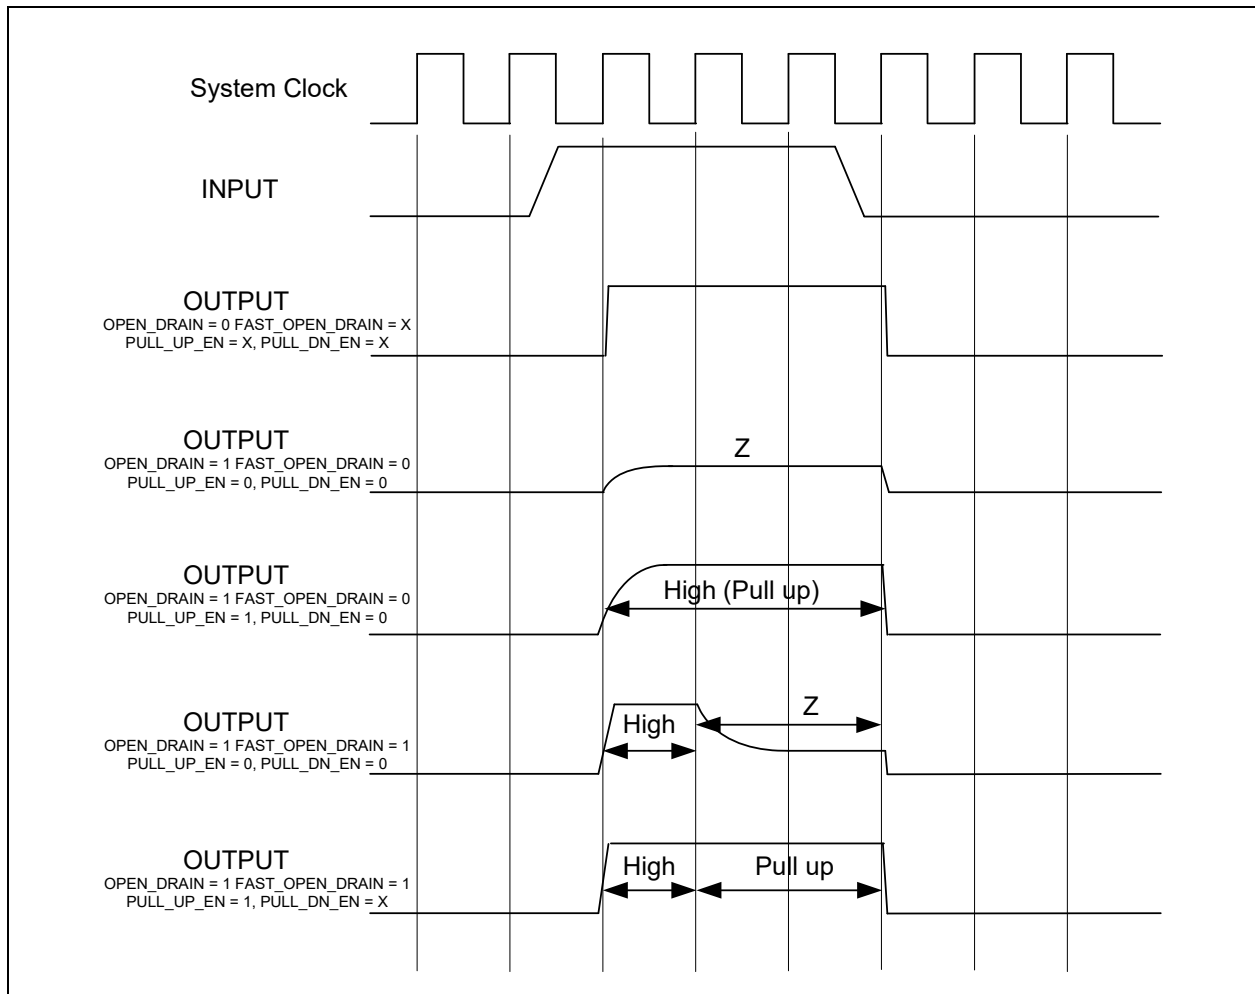 System Clock
INPUT
OUTPUT
OPEN_DRAIN = 0 FAST_OPEN_DRAIN = X
PULL_UP_EN = X, PULL_DN_EN = X
OUTPUT
OPEN_DRAIN = 1 FAST_OPEN_DRAIN = 0
PULL_UP_EN = 0, PULL_DN_EN = 0
Z
OUTPUT
OPEN_DRAIN = 1 FAST_OPEN_DRAIN = 0
PULL_UP_EN = 1, PULL_DN_EN = 0
High (Pull up)
OUTPUT
OPEN_DRAIN = 1 FAST_OPEN_DRAIN = 1
PULL_UP_EN = 0, PULL_DN_EN = 0
High
Z
OUTPUT
OPEN_DRAIN = 1 FAST_OPEN_DRAIN = 1
PULL_UP_EN = 1, PULL_DN_EN = X
High
Pull up